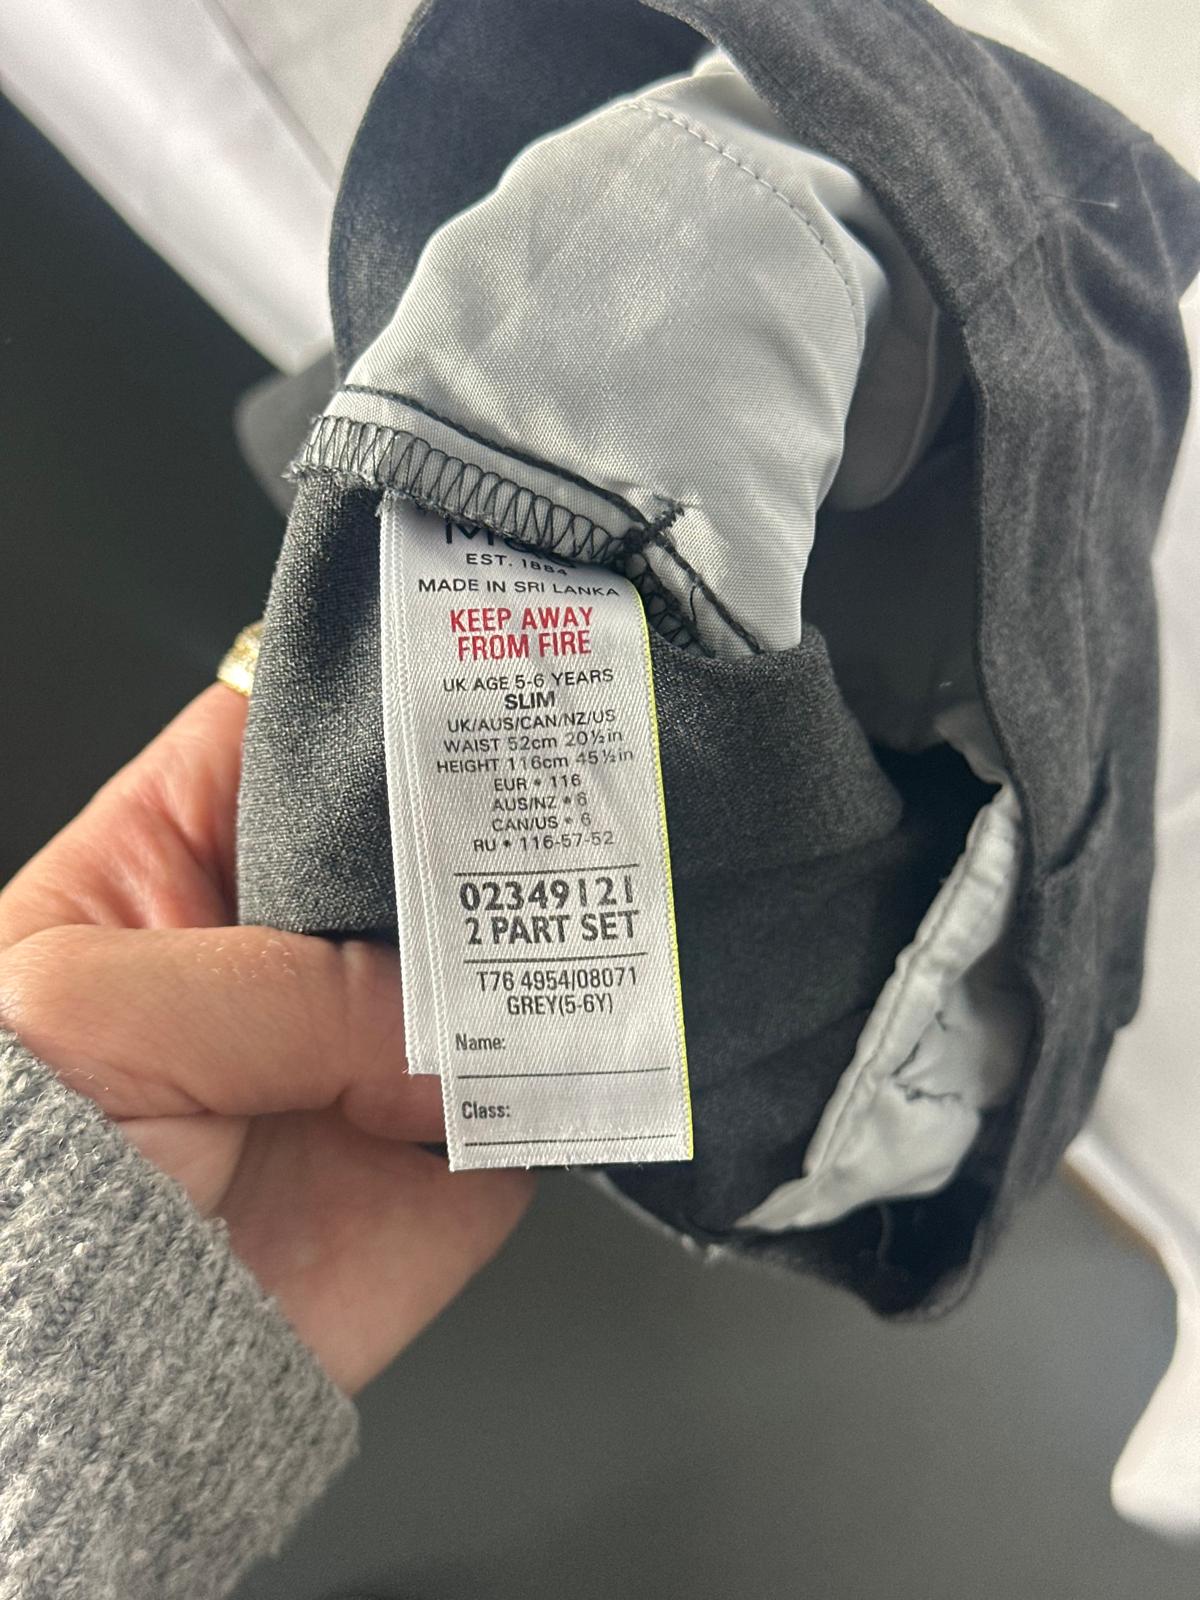 M&S
EST. 1884
MADE IN SRI LANKA
KEEP AWAY
FROM FIRE
UK AGE 5-6 YEARS
SLIM
UK/AUS/CAN/NZ/US
WAIST 52cm 20½in
HEIGHT 116cm 45½in
EUR • 116
AUS/NZ • 6
CAN/US • 6
RU • 116-57-52
02349121
2 PART SET
T76 4954/08071
GREY(5-6Y)
Name:
Class: